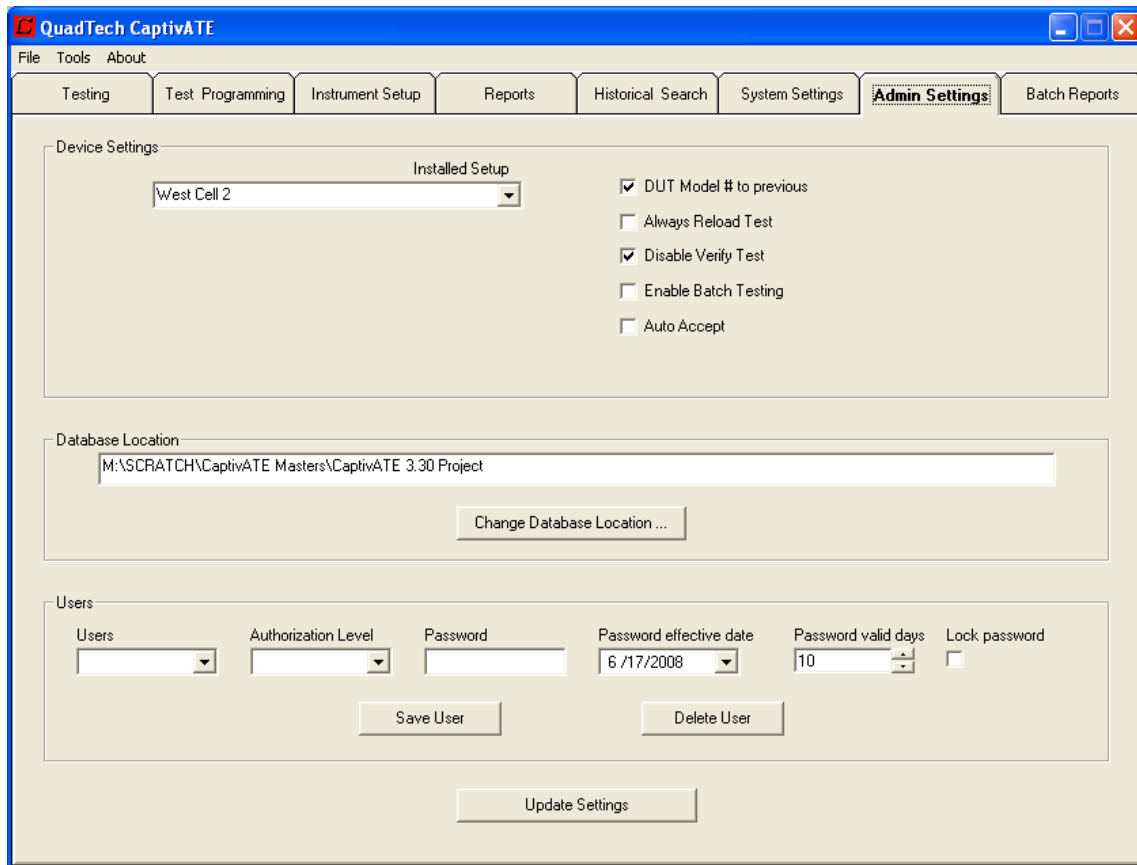 QuadTech CaptivATE
File Tools About
Testing Test Programming Instrument Setup Reports Historical Search System Settings Admin Settings Batch Reports
Device Settings
Installed Setup
West Cell 2
DUT Model # to previous
Always Reload Test
Disable Verify Test
Enable Batch Testing
Auto Accept
Database Location
M:\SCRATCH\CaptivATE Masters\CaptivATE 3.30 Project
Change Database Location ...
Users
Users Authorization Level Password Password effective date Password valid days Lock password
6 /17/2008 10
Save User Delete User
Update Settings